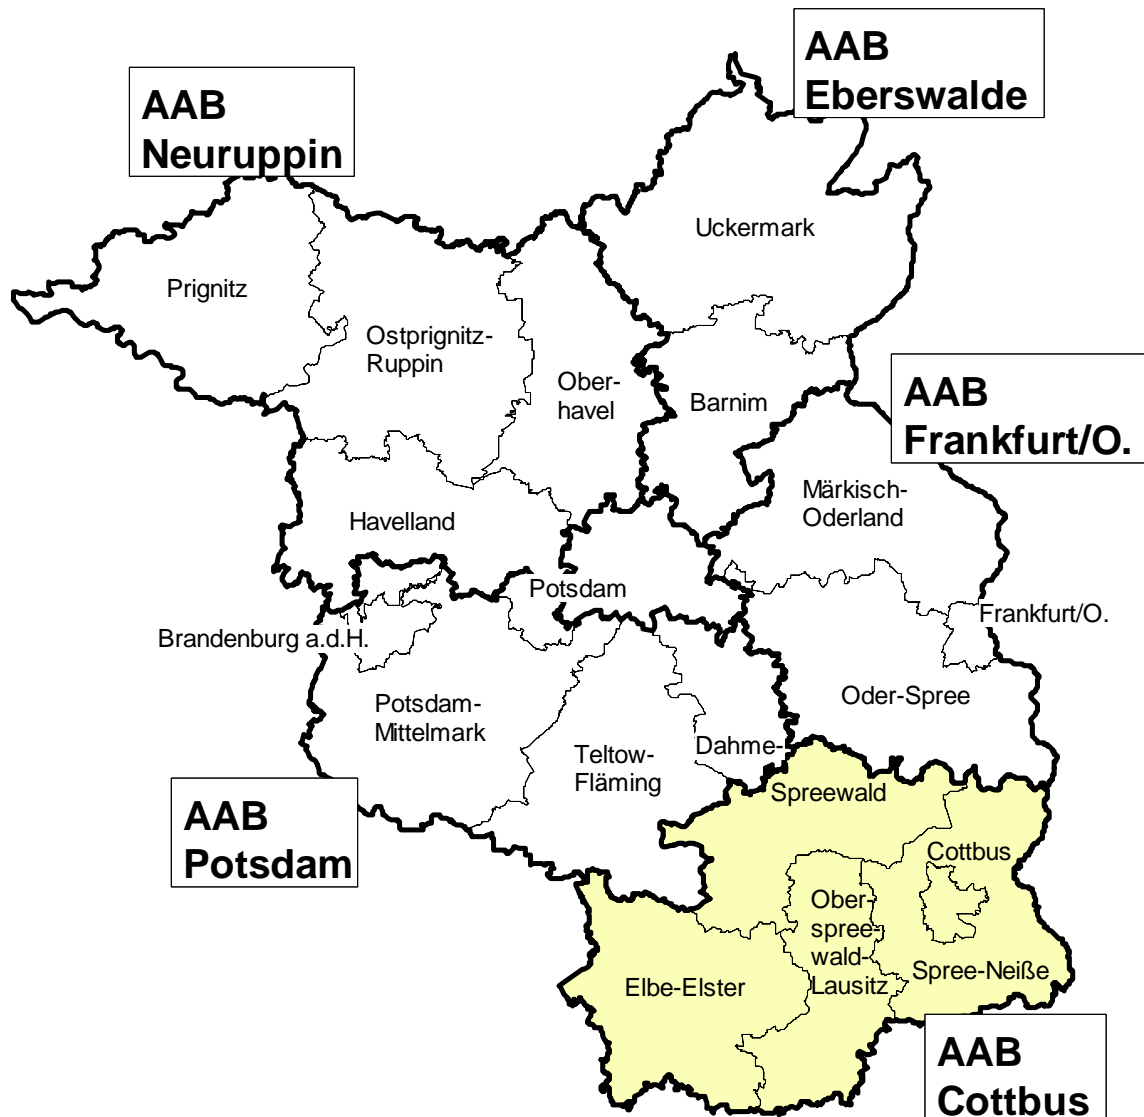 AAB
Eberswalde
AAB
Neuruppin
Uckermark
Prignitz
Ostprignitz-
Ruppin
Ober-
havel
Barnim
AAB
Frankfurt/O.
Märkisch-
Oderland
Havelland
Potsdam
Frankfurt/O.
Brandenburg a.d.H.
Oder-Spree
Potsdam-
Mittelmark
Dahme-
Teltow-
Fläming
Spreewald
AAB
Potsdam
Cottbus
Ober-
spree-
wald-
Lausitz
Spree-Neiße
Elbe-Elster
AAB
Cottbus